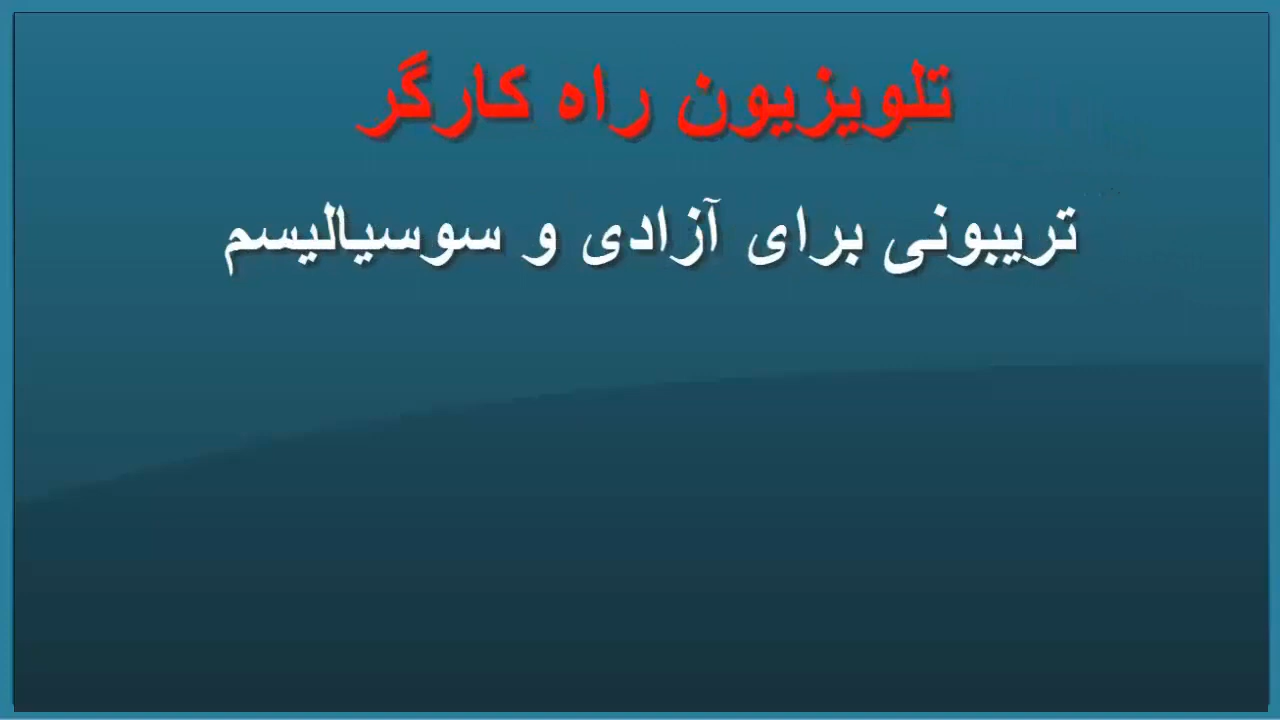 تلویزیون راه کارگر
تریبونی برای آزادی و سوسیالیسم